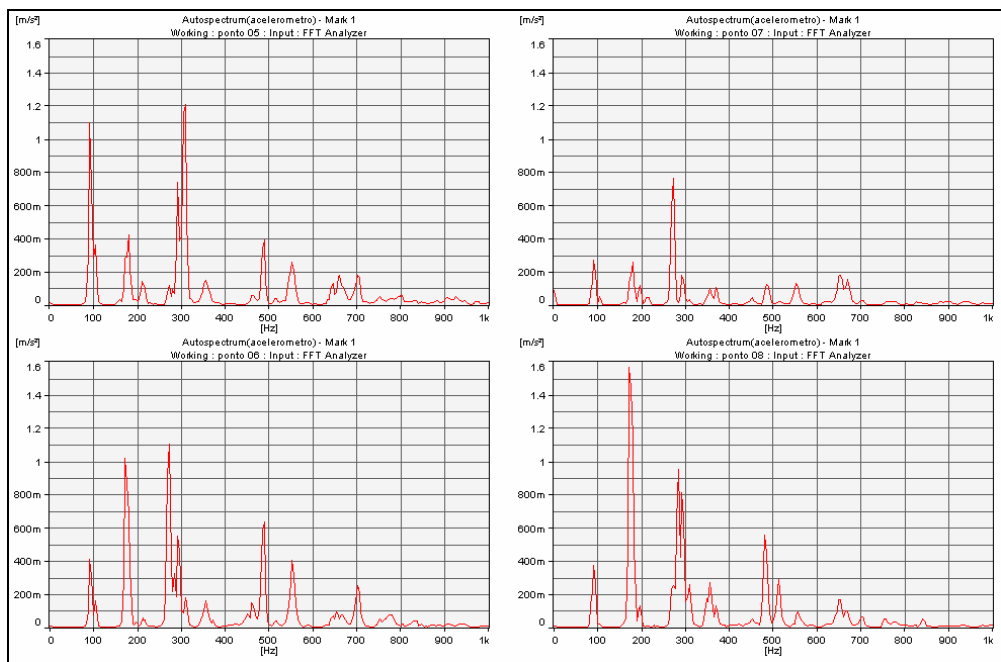 [m/s²] Autospectrum(acelerometro) - Mark 1
Working : ponto 05 : Input : FFT Analyzer
1.6
1.4
1.2
1
800m
600m
400m
200m
0
0 100 200 300 400 500 600 700 800 900 1k
[Hz]
[m/s²] Autospectrum(acelerometro) - Mark 1
Working : ponto 07 : Input : FFT Analyzer
1.6
1.4
1.2
1
800m
600m
400m
200m
0
0 100 200 300 400 500 600 700 800 900 1k
[Hz]
[m/s²] Autospectrum(acelerometro) - Mark 1
Working : ponto 06 : Input : FFT Analyzer
1.6
1.4
1.2
1
800m
600m
400m
200m
0
0 100 200 300 400 500 600 700 800 900 1k
[Hz]
[m/s²] Autospectrum(acelerometro) - Mark 1
Working : ponto 08 : Input : FFT Analyzer
1.6
1.4
1.2
1
800m
600m
400m
200m
0
0 100 200 300 400 500 600 700 800 900 1k
[Hz]